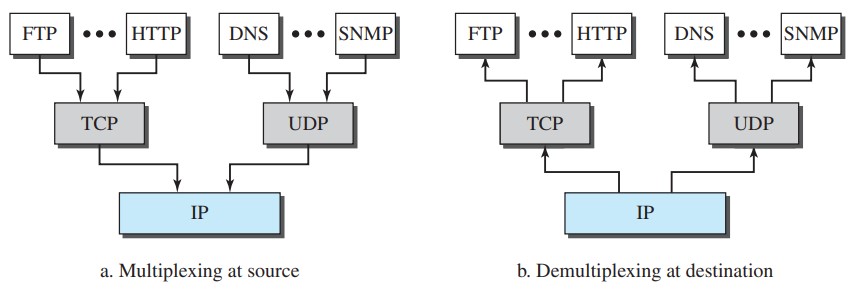 FTP ••• HTTP DNS ••• SNMP FTP ••• HTTP DNS ••• SNMP
TCP UDP TCP UDP
IP IP
a. Multiplexing at source b. Demultiplexing at destination